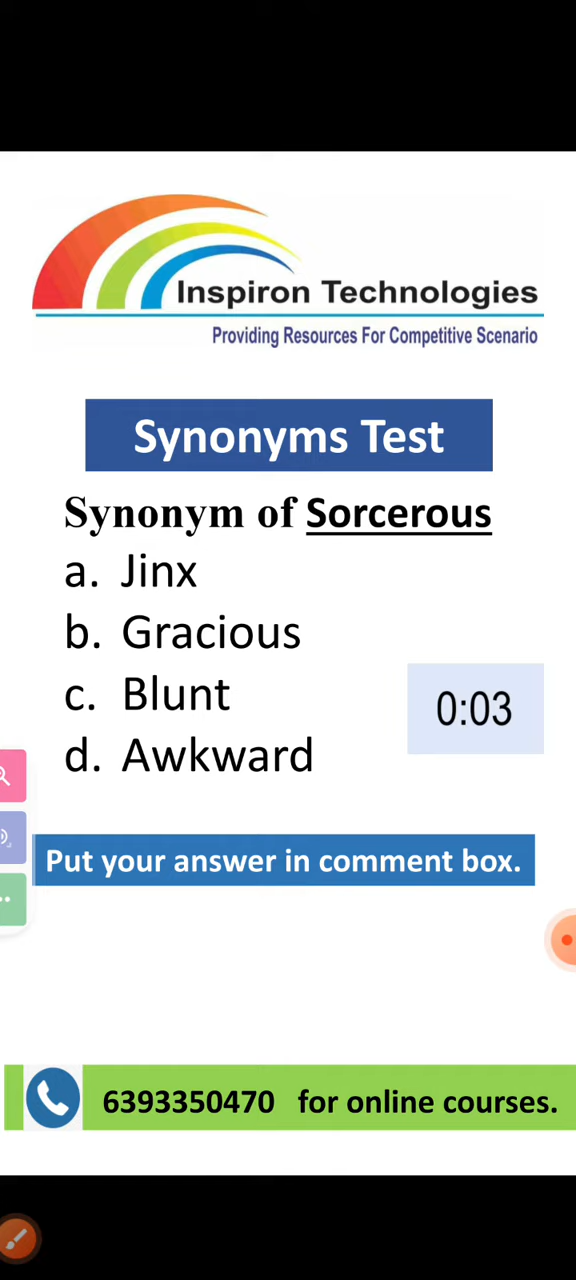 Inspiron Technologies
Providing Resources For Competitive Scenario
Synonyms Test
Synonym of Sorcerous
a. Jinx
b. Gracious
c. Blunt
0:03
d. Awkward
Put your answer in comment box.
6393350470 for online courses.